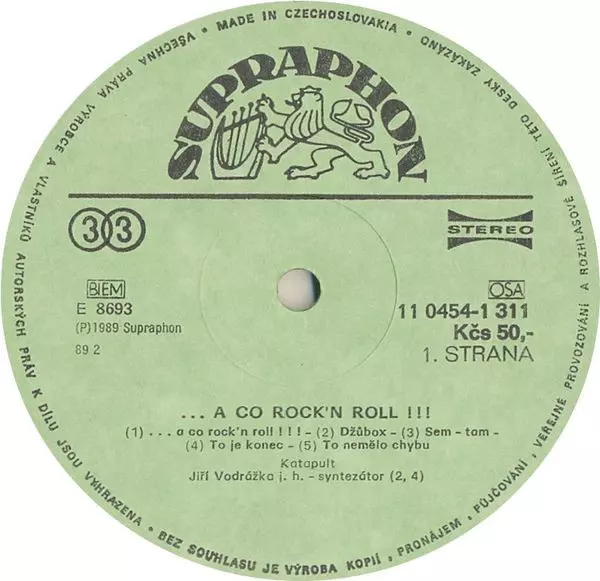 • VŠECHNA PRÁVA VÝROBCE A VLASTNÍKŮ AUTORSKÝCH PRÁV K DÍLU JSOU VYHRAZENA • BEZ SOUHLASU JE VÝROBA KOPIÍ, PRONÁJEM, PŮJČOVÁNÍ, VEŘEJNÉ PROVOZOVÁNÍ A ROZHLASOVÉ ŠÍŘENÍ TÉTO DESKY ZAKÁZÁNO • MADE IN CZECHOSLOVAKIA
SUPRAPHON
33
STEREO
BIEM
OSA
E 8693
11 0454-1 311
(P)1989 Supraphon
Kčs 50,-
89 2
1. STRANA
... A CO ROCK'N ROLL !!!
(1) ... a co rock'n roll ! ! ! - (2) Džůbox - (3) Sem - tam -
(4) To je konec - (5) To nemělo chybu
Katapult
Jiří Vodrážka j. h. - syntezátor (2, 4)